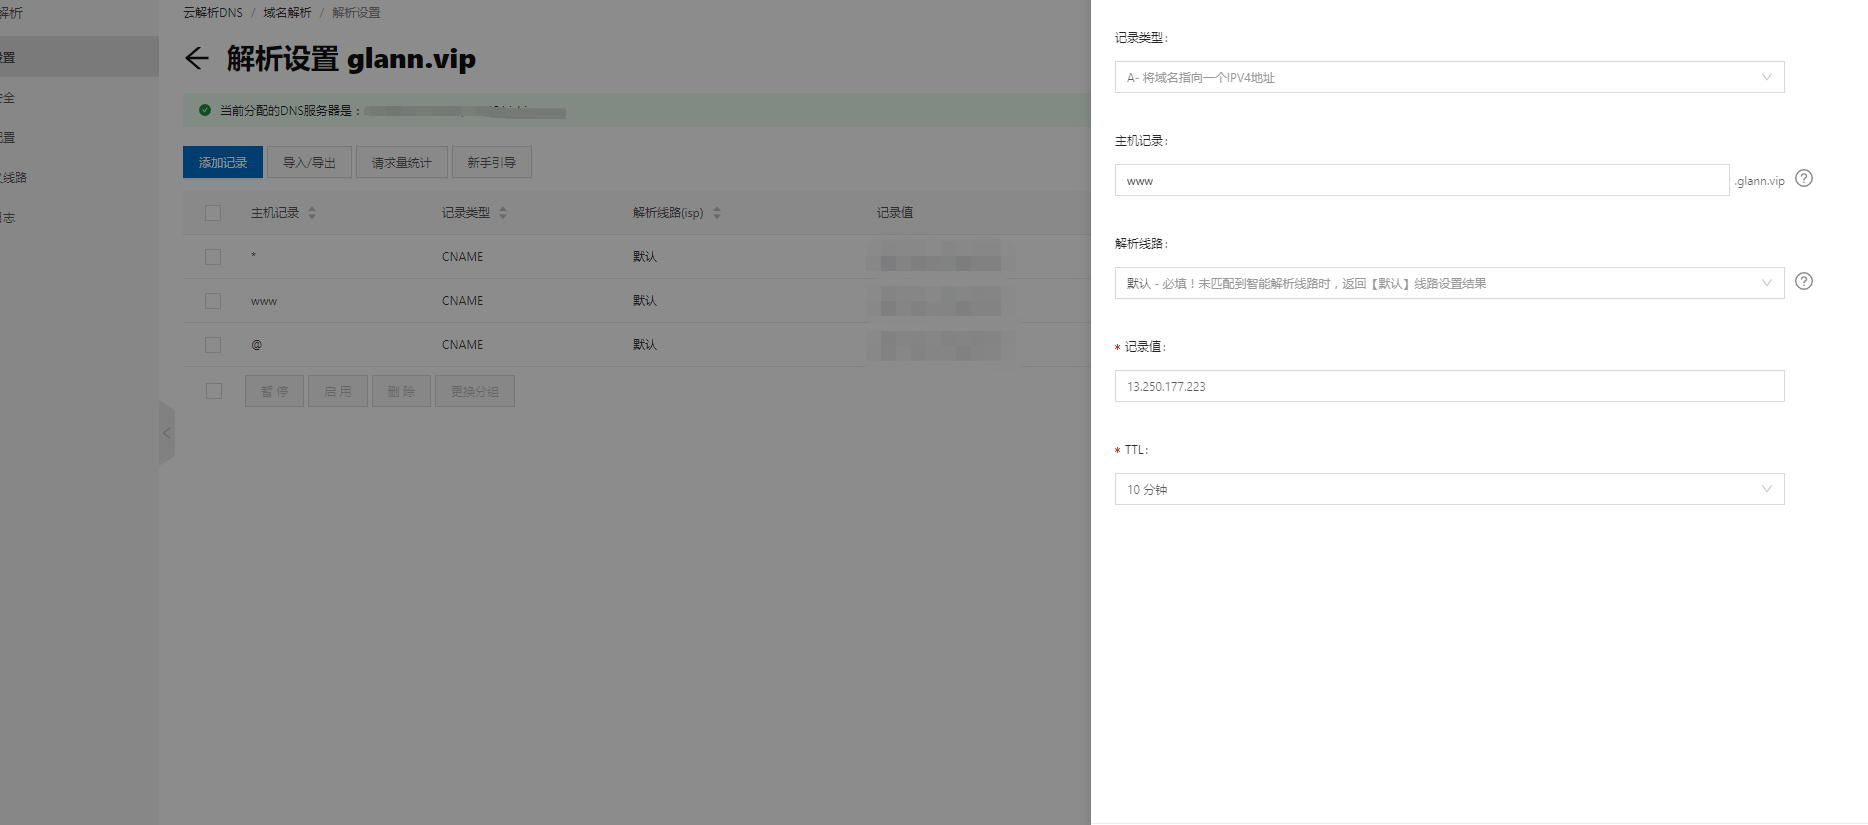 解析
云解析DNS / 域名解析 / 解析设置
设置
解析设置 glann.vip
安全
当前分配的DNS服务器是：
配置
添加记录 导入/导出 请求量统计 新手引导
线路
日志
主机记录 记录类型 解析线路(isp) 记录值
* CNAME 默认
www CNAME 默认
@ CNAME 默认
暂 停 启 用 删 除 更换分组
记录类型：
A- 将域名指向一个IPV4地址
主机记录：
www .glann.vip
解析线路：
默认 - 必填！未匹配到智能解析线路时，返回【默认】线路设置结果
* 记录值：
13.250.177.223
* TTL：
10 分钟